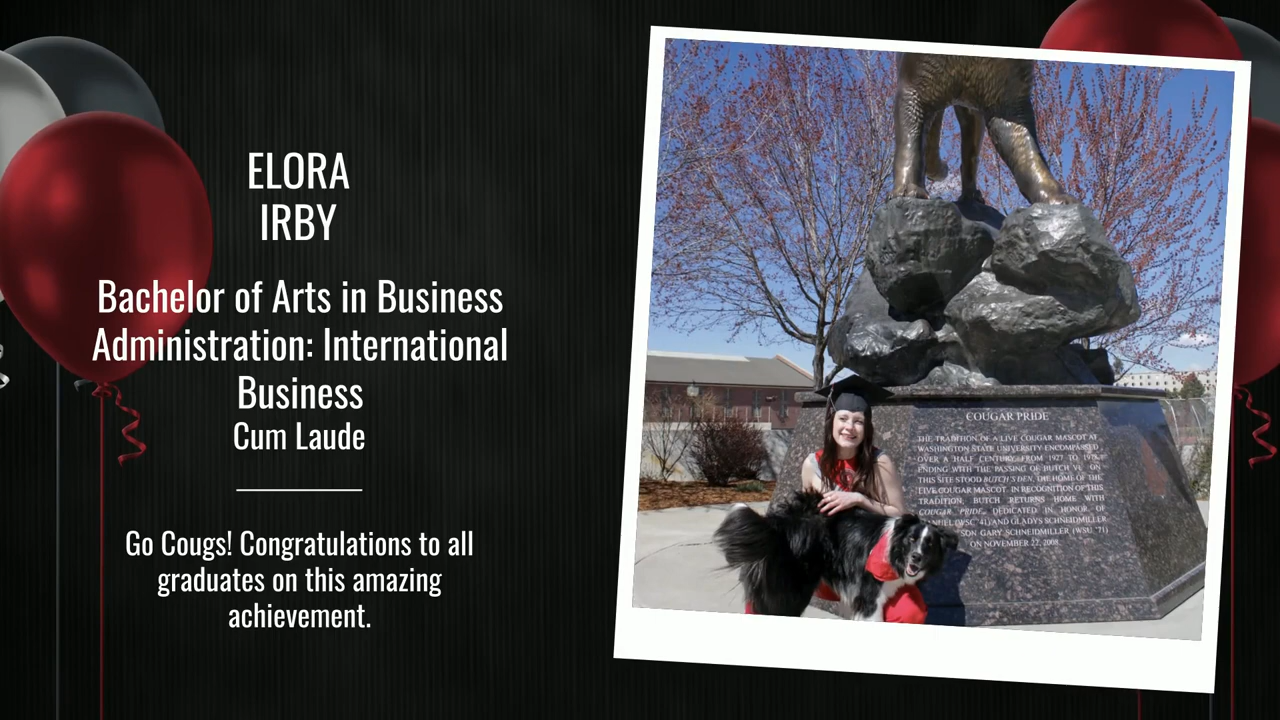 ELORA
IRBY
Bachelor of Arts in Business
Administration: International
Business
Cum Laude
Go Cougs! Congratulations to all
graduates on this amazing
achievement.
COUGAR PRIDE
THE TRADITION OF A LIVE COUGAR MASCOT AT
WASHINGTON STATE UNIVERSITY ENCOMPASSED
OVER A HALF CENTURY FROM 1927 TO 1978,
ENDING WITH THE PASSING OF BUTCH VI. ON
THIS SITE STOOD BUTCH'S DEN, THE HOME OF THE
LIVE COUGAR MASCOT. IN RECOGNITION OF THIS
TRADITION, BUTCH RETURNS HOME WITH
COUGAR PRIDE, DEDICATED IN HONOR OF
(WSC '41) AND GLADYS SCHNEIDMILLER
SON GARY SCHNEIDMILLER (WSU '71)
ON NOVEMBER 22, 2008.